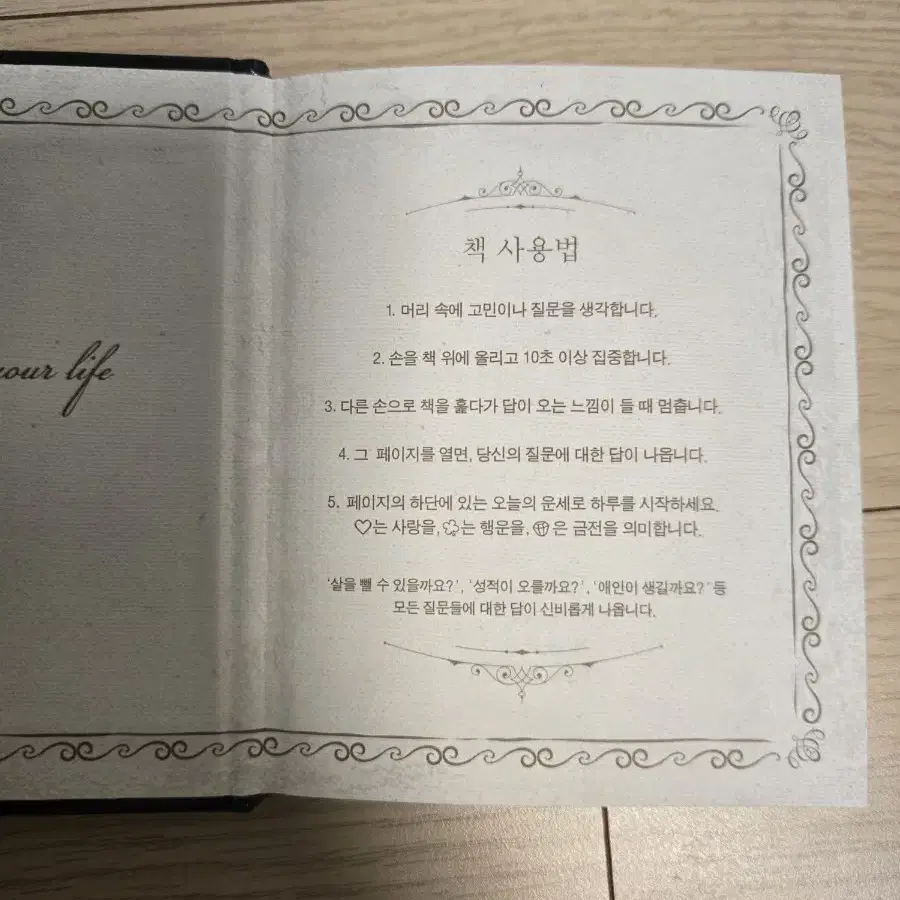 your life
책 사용법
1. 머리 속에 고민이나 질문을 생각합니다.
2. 손을 책 위에 올리고 10초 이상 집중합니다.
3. 다른 손으로 책을 훑다가 답이 오는 느낌이 들 때 멈춥니다.
4. 그 페이지를 열면, 당신의 질문에 대한 답이 나옵니다.
5. 페이지의 하단에 있는 오늘의 운세로 하루를 시작하세요.
♡는 사랑을, ♧는 행운을, ⊕은 금전을 의미합니다.
'살을 뺄 수 있을까요?', '성적이 오를까요?', '애인이 생길까요?' 등
모든 질문들에 대한 답이 신비롭게 나옵니다.